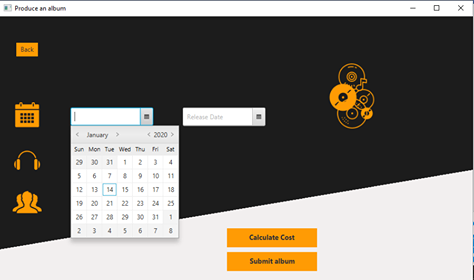 Produce an album
Back
Release Date
< January > < 2020 >
Sun Mon Tue Wed Thu Fri Sat
29 30 31 1 2 3 4
5 6 7 8 9 10 11
12 13 14 15 16 17 18
19 20 21 22 23 24 25
26 27 28 29 30 31 1
2 3 4 5 6 7 8
Calculate Cost
Submit album